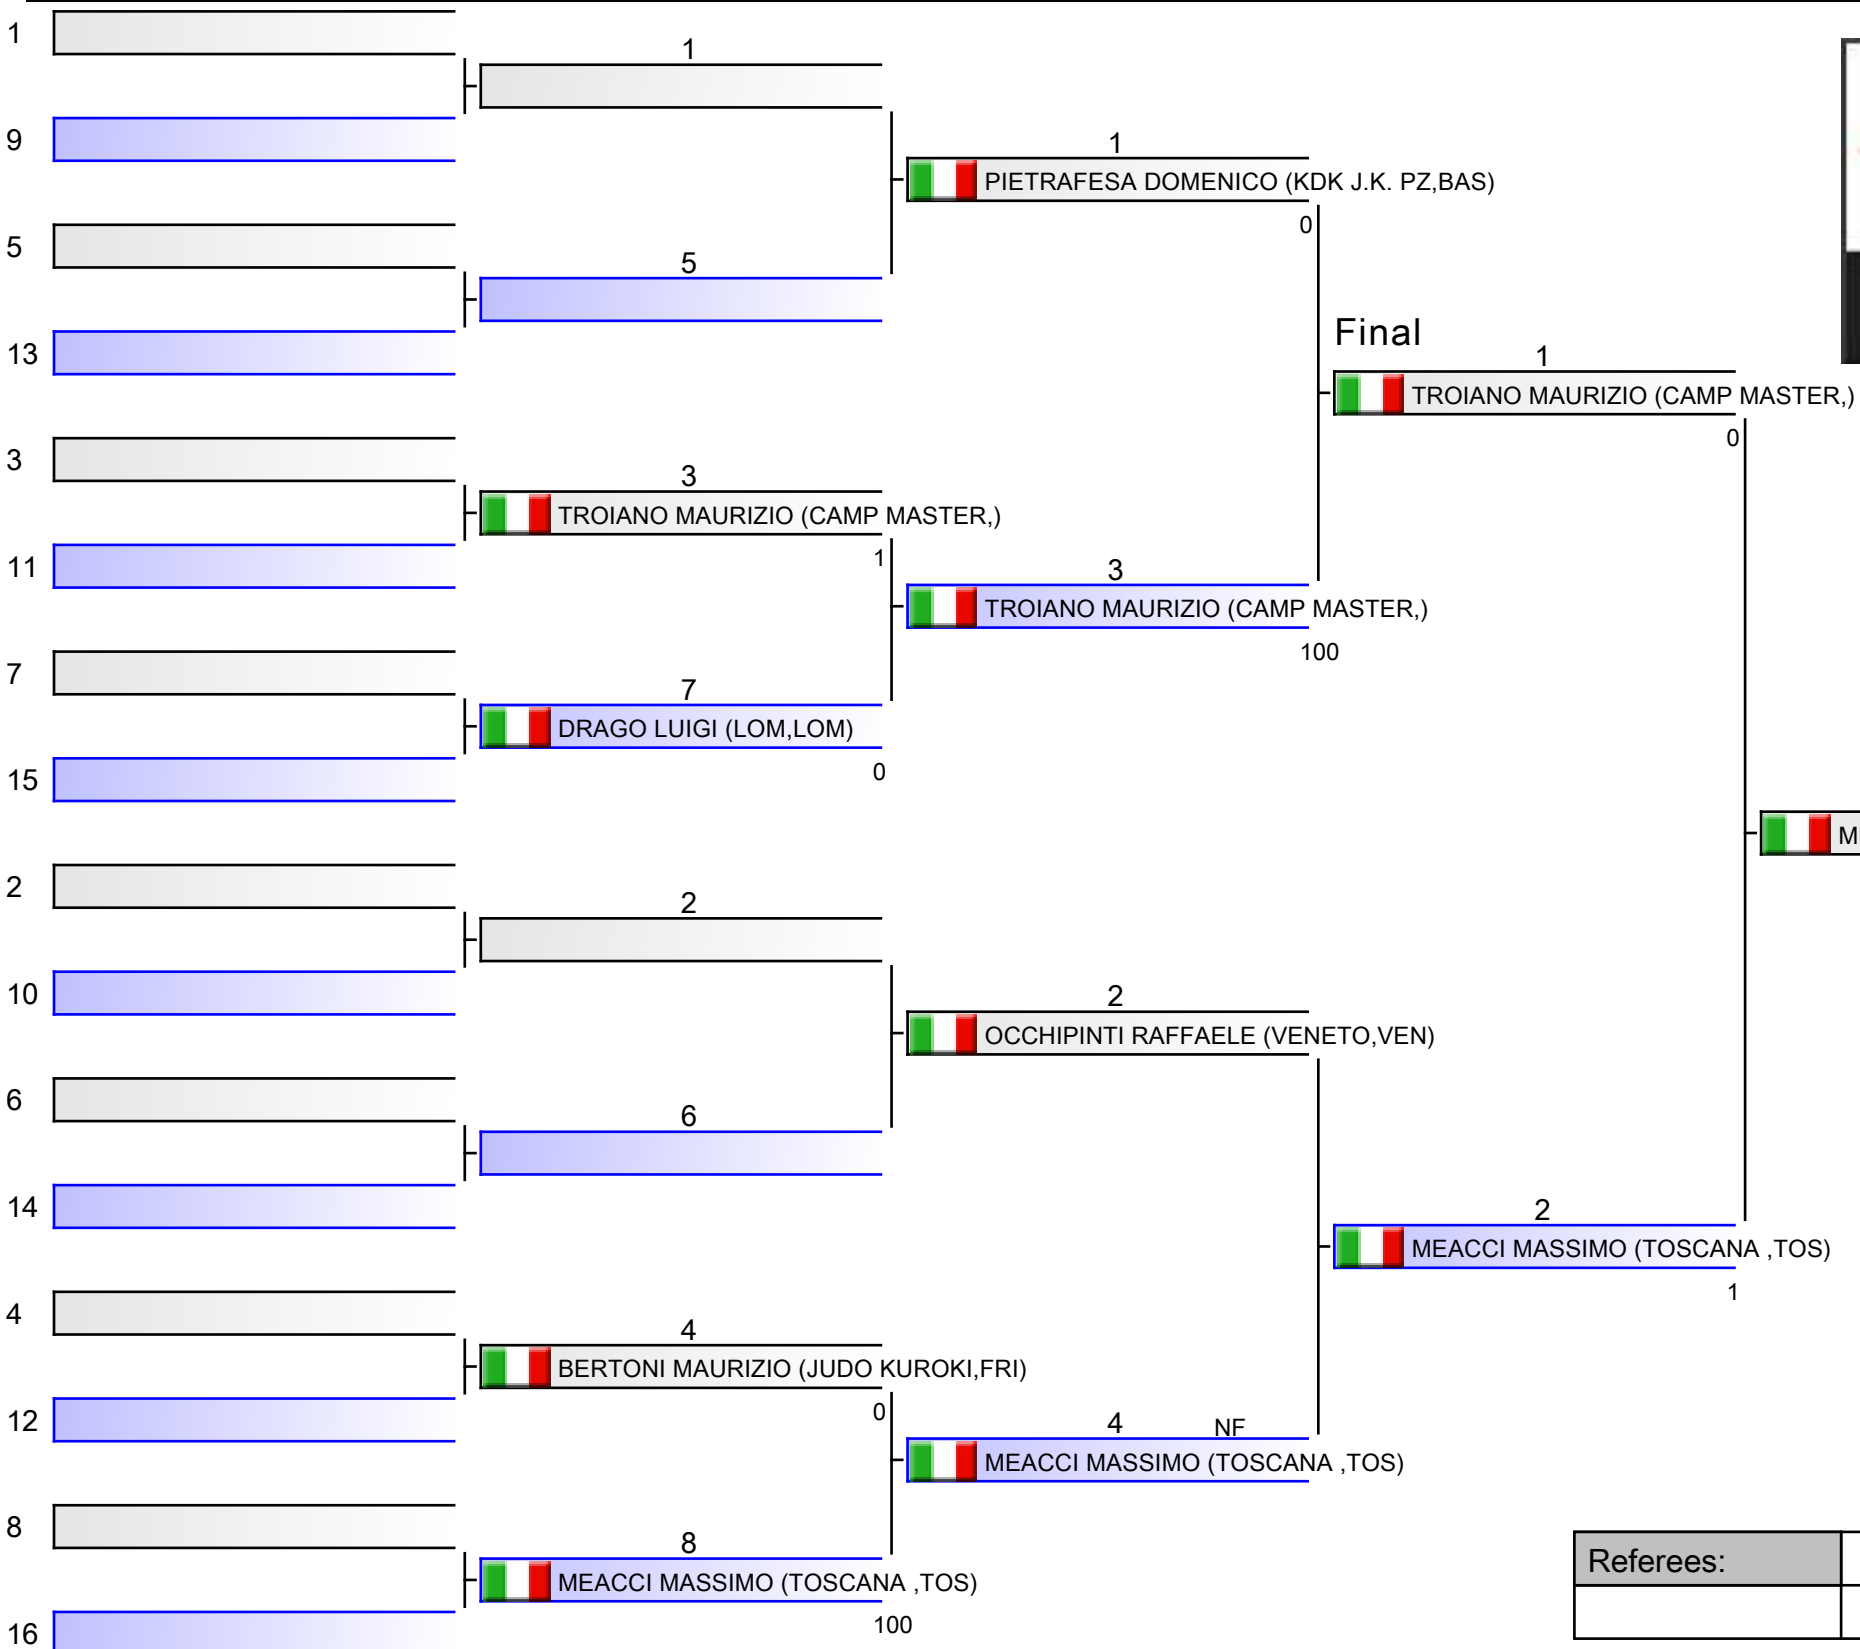 1
9
5
13
3
11
7
15
2
10
6
14
4
12
8
16
1
5
3
TROIANO MAURIZIO (CAMP MASTER,)
1
7
DRAGO LUIGI (LOM,LOM)
0
2
6
4
BERTONI MAURIZIO (JUDO KUROKI,FRI)
0
8
MEACCI MASSIMO (TOSCANA ,TOS)
100
1
PIETRAFESA DOMENICO (KDK J.K. PZ,BAS)
0
3
TROIANO MAURIZIO (CAMP MASTER,)
100
2
OCCHIPINTI RAFFAELE (VENETO,VEN)
4 NF
MEACCI MASSIMO (TOSCANA ,TOS)
Final
1
TROIANO MAURIZIO (CAMP MASTER,)
0
2
MEACCI MASSIMO (TOSCANA ,TOS)
1
Referees: